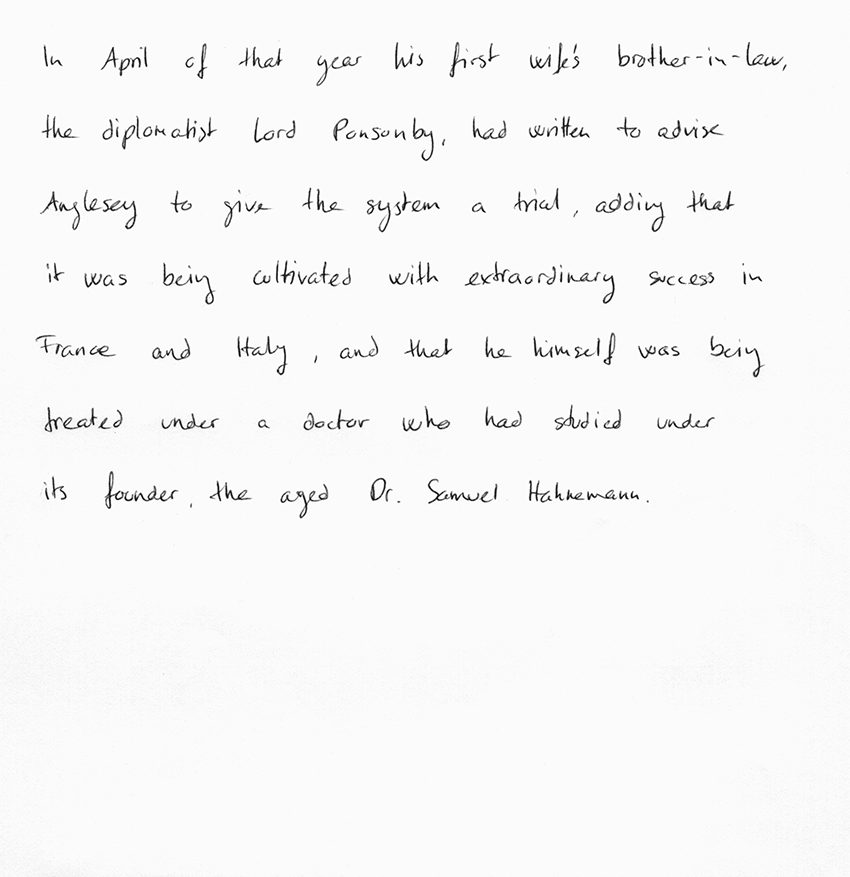 In April of that year his first wife's brother-in-law,
the diplomatist Lord Ponsonby, had written to advise
Anglesey to give the system a trial, adding that
it was being cultivated with extraordinary success in
France and Italy, and that he himself was being
treated under a doctor who had studied under
its founder, the aged Dr. Samuel Hahnemann.